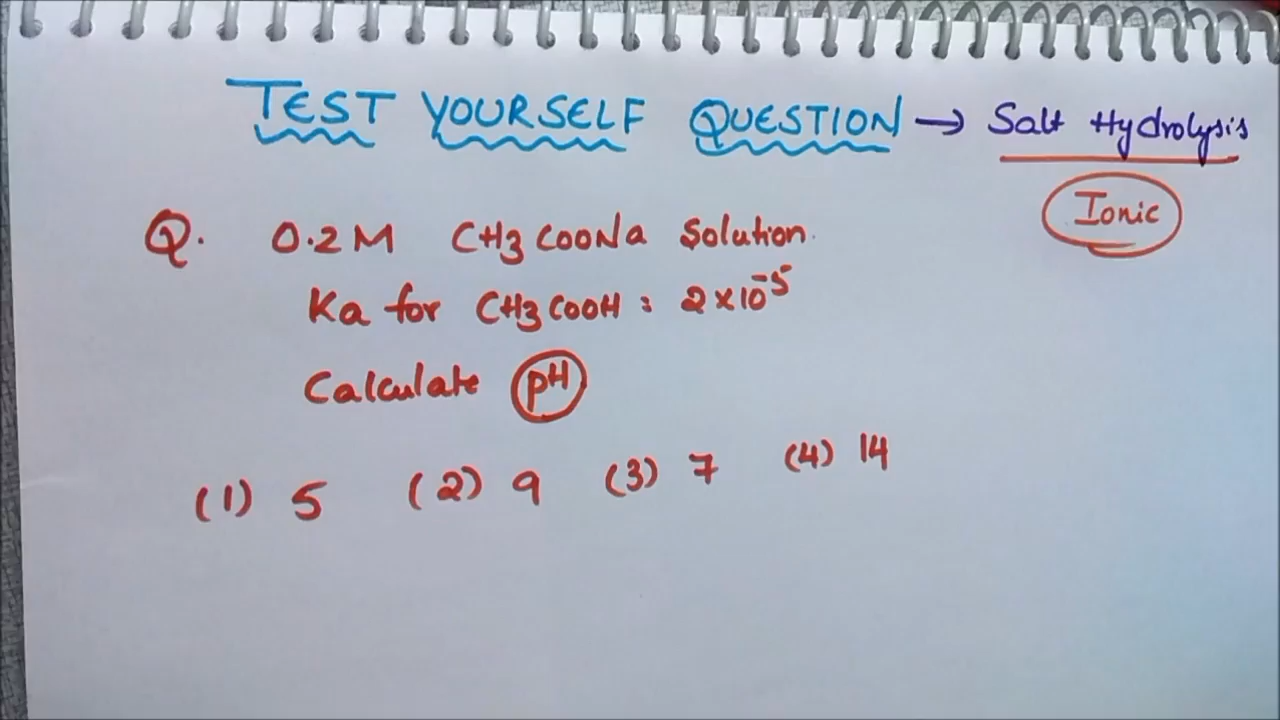 TEST YOURSELF QUESTION → Salt Hydrolysis
Ionic
Q. 0.2M CH3COONa Solution.
Ka for CH3COOH = 2×10⁻⁵
Calculate pH
(1) 5 (2) 9 (3) 7 (4) 14